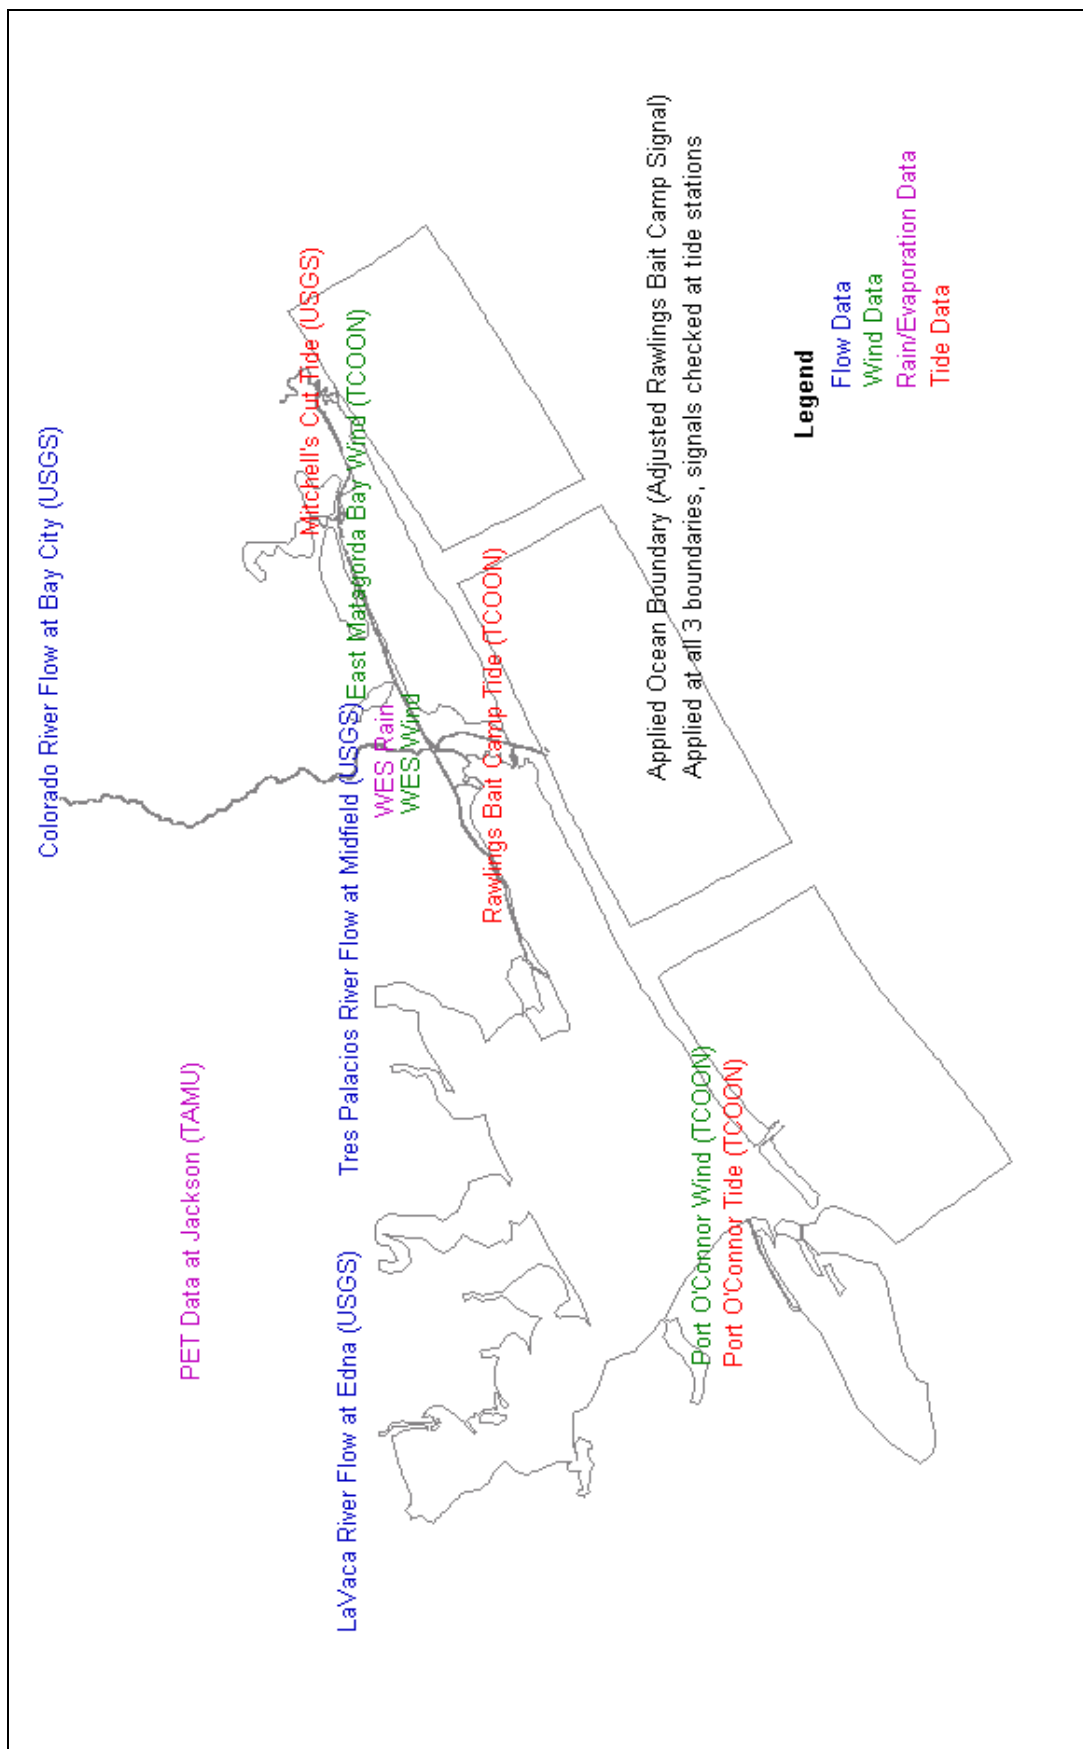 Colorado River Flow at Bay City (USGS)
PET Data at Jackson (TAMU)
Mitchell's Cut Tide (USGS)
LaVaca River Flow at Edna (USGS)
Tres Palacios River Flow at Midfield (USGS)
East Matagorda Bay Wind (TCOON)
WES Rain
WES Wind
Rawlings Bait Camp Tide (TCOON)
Applied Ocean Boundary (Adjusted Rawlings Bait Camp Signal)
Applied at all 3 boundaries, signals checked at tide stations
Port O'Connor Wind (TCOON)
Port O'Connor Tide (TCOON)
Legend
Flow Data
Wind Data
Rain/Evaporation Data
Tide Data